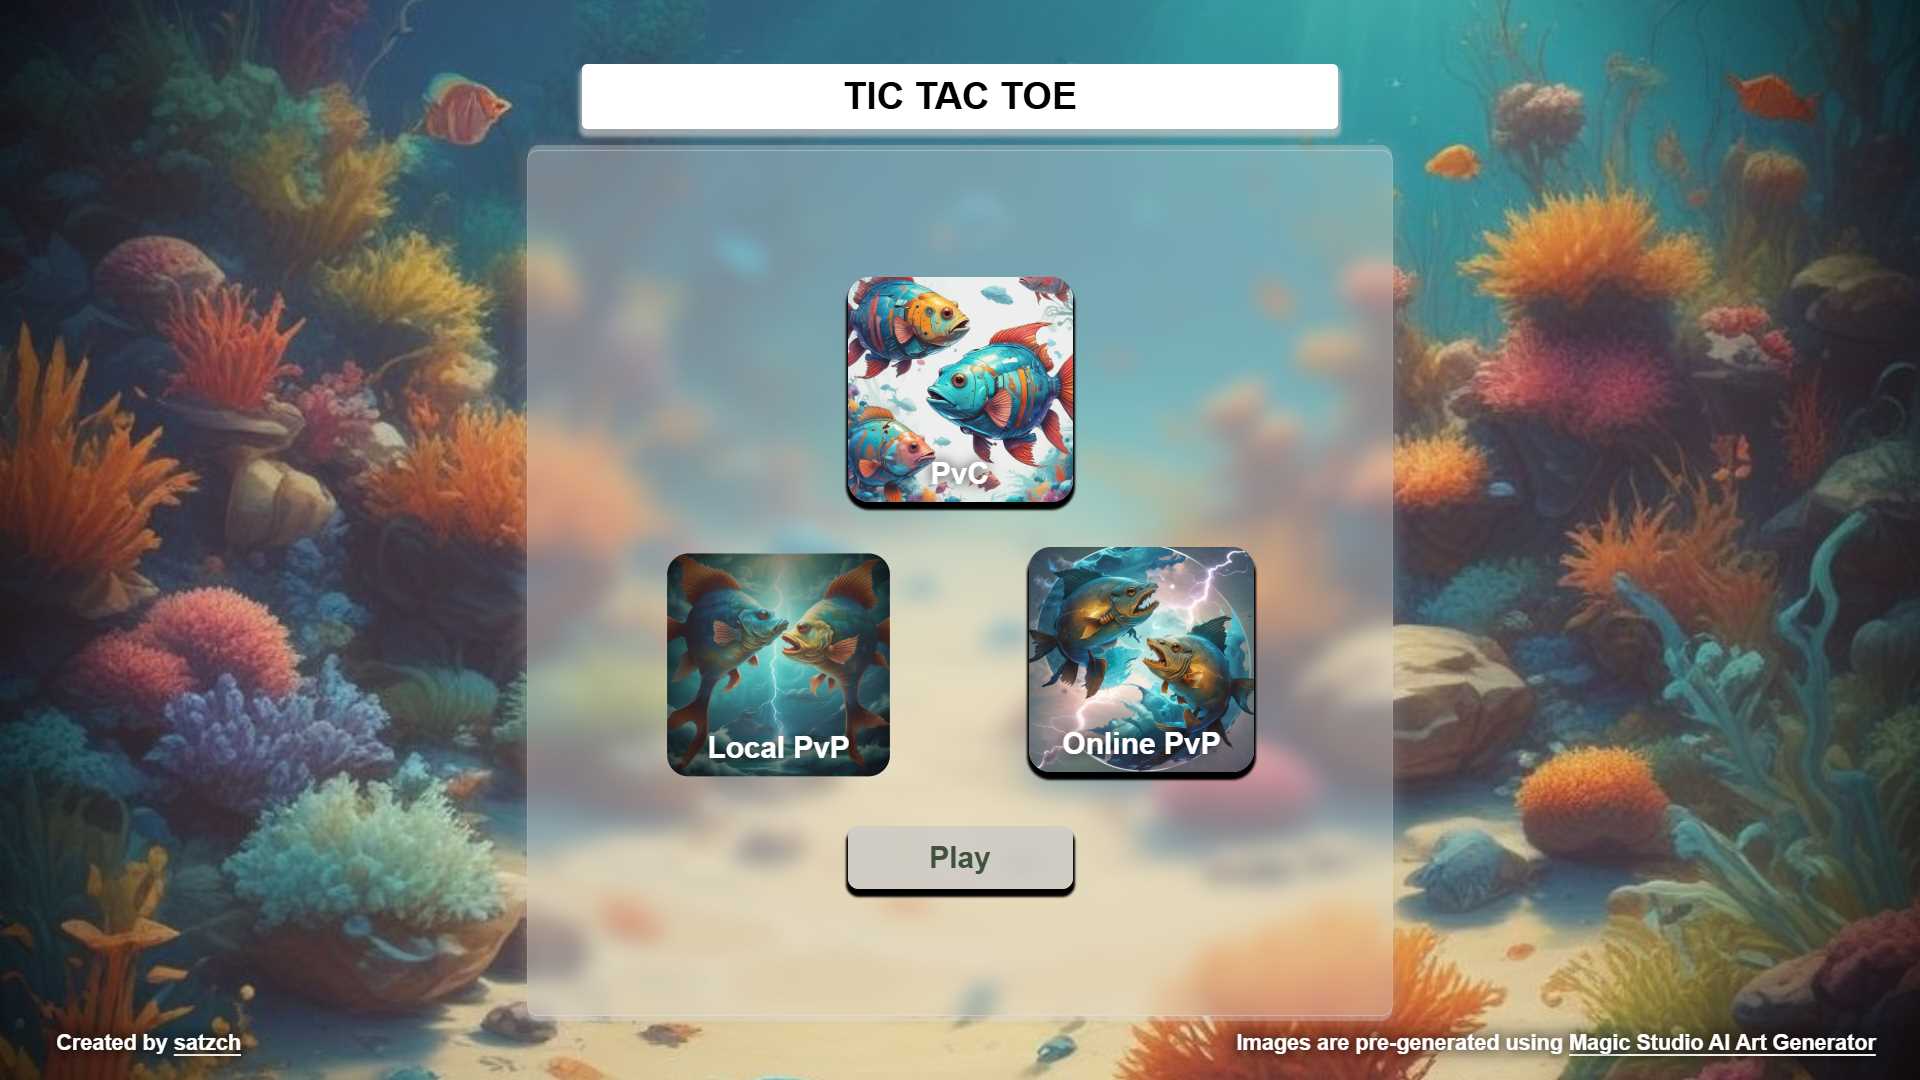 TIC TAC TOE
PvC
Local PvP
Online PvP
Play
Created by satzch
Images are pre-generated using Magic Studio AI Art Generator